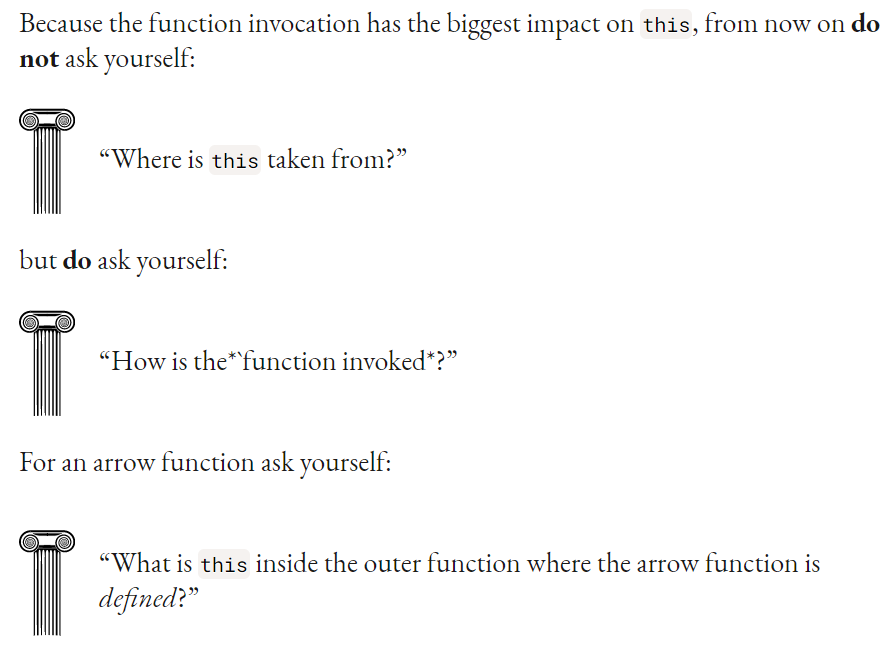 Because the function invocation has the biggest impact on this, from now on do
not ask yourself:
“Where is this taken from?”
but do ask yourself:
“How is the*`function invoked*?”
For an arrow function ask yourself:
“What is this inside the outer function where the arrow function is
defined?”